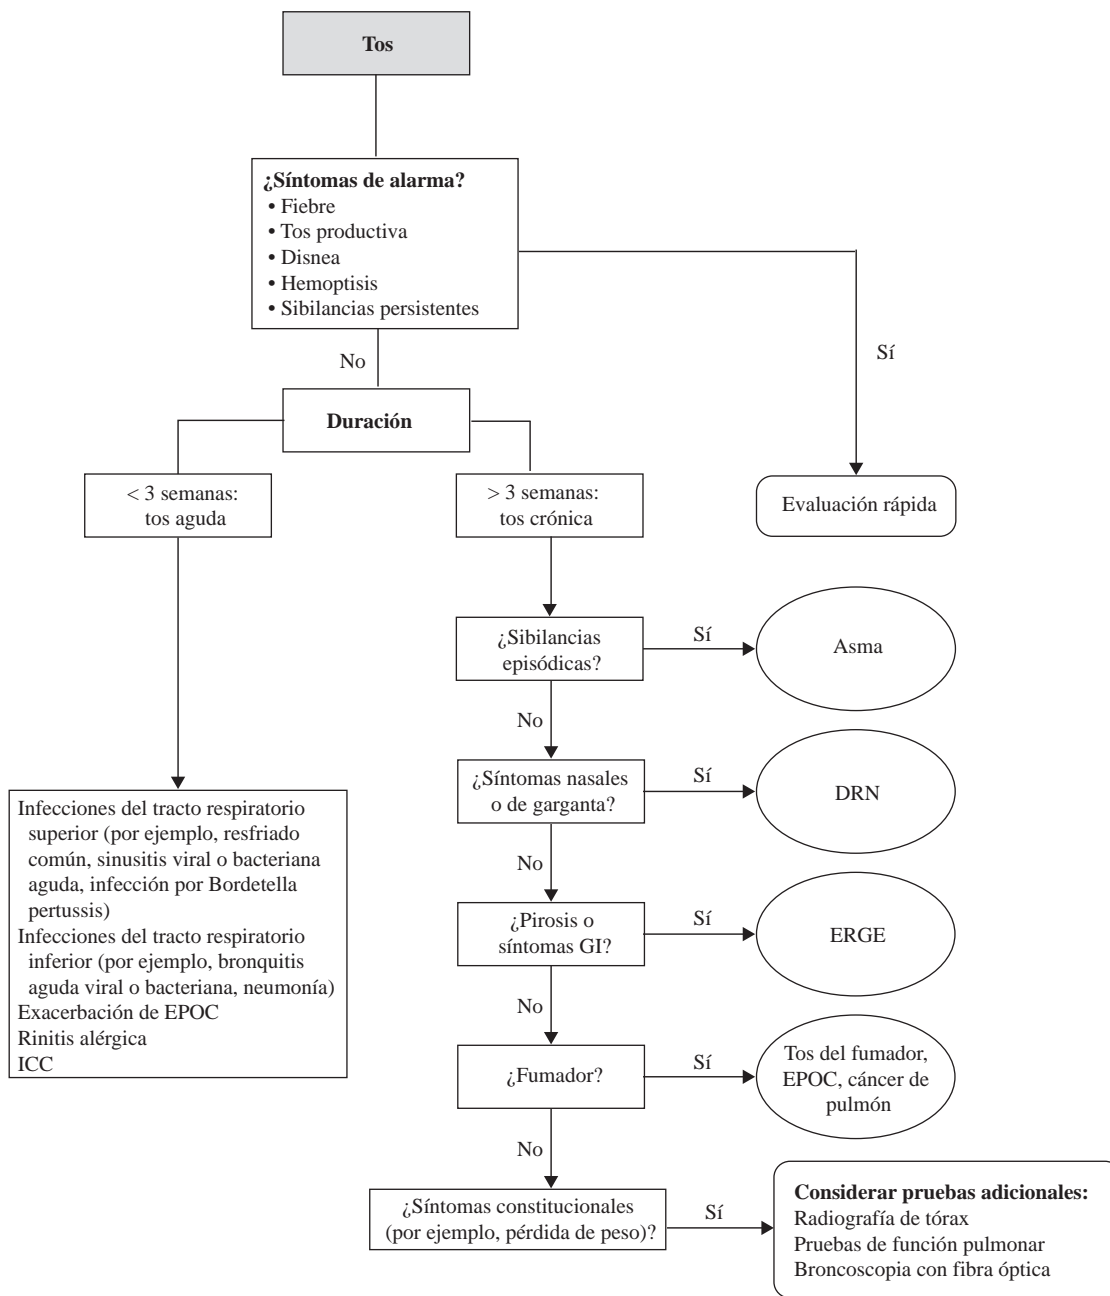 Tos
¿Síntomas de alarma?
• Fiebre
• Tos productiva
• Disnea
• Hemoptisis
• Sibilancias persistentes
No
Sí
Duración
< 3 semanas:
tos aguda
> 3 semanas:
tos crónica
Evaluación rápida
¿Sibilancias
episódicas?
Sí
Asma
No
¿Síntomas nasales
o de garganta?
Sí
DRN
No
¿Pirosis o
síntomas GI?
Sí
ERGE
No
¿Fumador?
Sí
Tos del fumador,
EPOC, cáncer de
pulmón
No
¿Síntomas constitucionales
(por ejemplo, pérdida de peso)?
Sí
Considerar pruebas adicionales:
Radiografía de tórax
Pruebas de función pulmonar
Broncoscopia con fibra óptica
Infecciones del tracto respiratorio
superior (por ejemplo, resfriado
común, sinusitis viral o bacteriana
aguda, infección por Bordetella
pertussis)
Infecciones del tracto respiratorio
inferior (por ejemplo, bronquitis
aguda viral o bacteriana, neumonía)
Exacerbación de EPOC
Rinitis alérgica
ICC